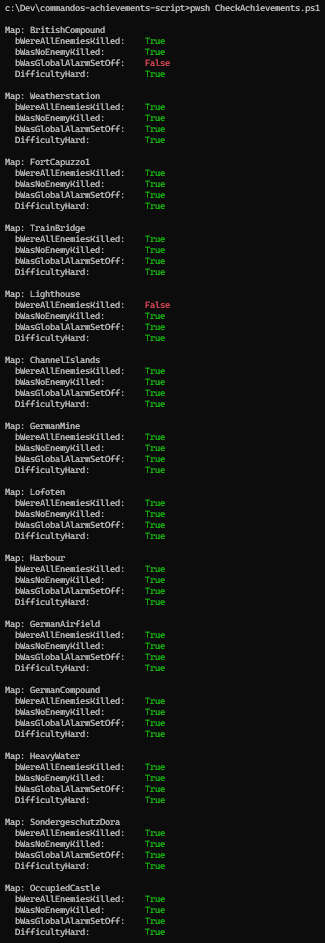 c:\Dev\commandos-achievements-script>pwsh CheckAchievements.ps1
Map: BritishCompound
bWereAllEnemiesKilled: True
bWasNoEnemyKilled: True
bWasGlobalAlarmSetOff: False
DifficultyHard: True
Map: Weatherstation
bWereAllEnemiesKilled: True
bWasNoEnemyKilled: True
bWasGlobalAlarmSetOff: True
DifficultyHard: True
Map: FortCapuzzo1
bWereAllEnemiesKilled: True
bWasNoEnemyKilled: True
bWasGlobalAlarmSetOff: True
DifficultyHard: True
Map: TrainBridge
bWereAllEnemiesKilled: True
bWasNoEnemyKilled: True
bWasGlobalAlarmSetOff: True
DifficultyHard: True
Map: Lighthouse
bWereAllEnemiesKilled: False
bWasNoEnemyKilled: True
bWasGlobalAlarmSetOff: True
DifficultyHard: True
Map: ChannelIslands
bWereAllEnemiesKilled: True
bWasNoEnemyKilled: True
bWasGlobalAlarmSetOff: True
DifficultyHard: True
Map: GermanMine
bWereAllEnemiesKilled: True
bWasNoEnemyKilled: True
bWasGlobalAlarmSetOff: True
DifficultyHard: True
Map: Lofoten
bWereAllEnemiesKilled: True
bWasNoEnemyKilled: True
bWasGlobalAlarmSetOff: True
DifficultyHard: True
Map: Harbour
bWereAllEnemiesKilled: True
bWasNoEnemyKilled: True
bWasGlobalAlarmSetOff: True
DifficultyHard: True
Map: GermanAirfield
bWereAllEnemiesKilled: True
bWasNoEnemyKilled: True
bWasGlobalAlarmSetOff: True
DifficultyHard: True
Map: GermanCompound
bWereAllEnemiesKilled: True
bWasNoEnemyKilled: True
bWasGlobalAlarmSetOff: True
DifficultyHard: True
Map: HeavyWater
bWereAllEnemiesKilled: True
bWasNoEnemyKilled: True
bWasGlobalAlarmSetOff: True
DifficultyHard: True
Map: SondergeschutzDora
bWereAllEnemiesKilled: True
bWasNoEnemyKilled: True
bWasGlobalAlarmSetOff: True
DifficultyHard: True
Map: OccupiedCastle
bWereAllEnemiesKilled: True
bWasNoEnemyKilled: True
bWasGlobalAlarmSetOff: True
DifficultyHard: True